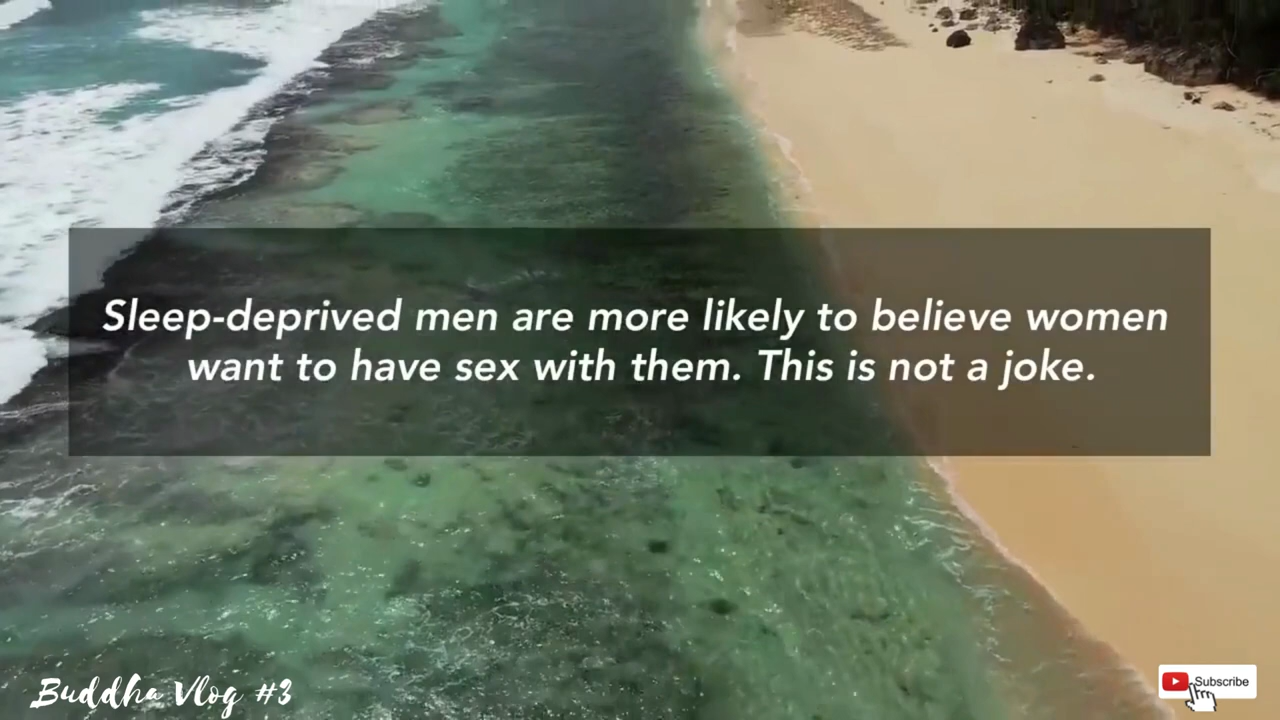 Sleep-deprived men are more likely to believe women
want to have sex with them. This is not a joke.
Buddha Vlog #3
Subscribe